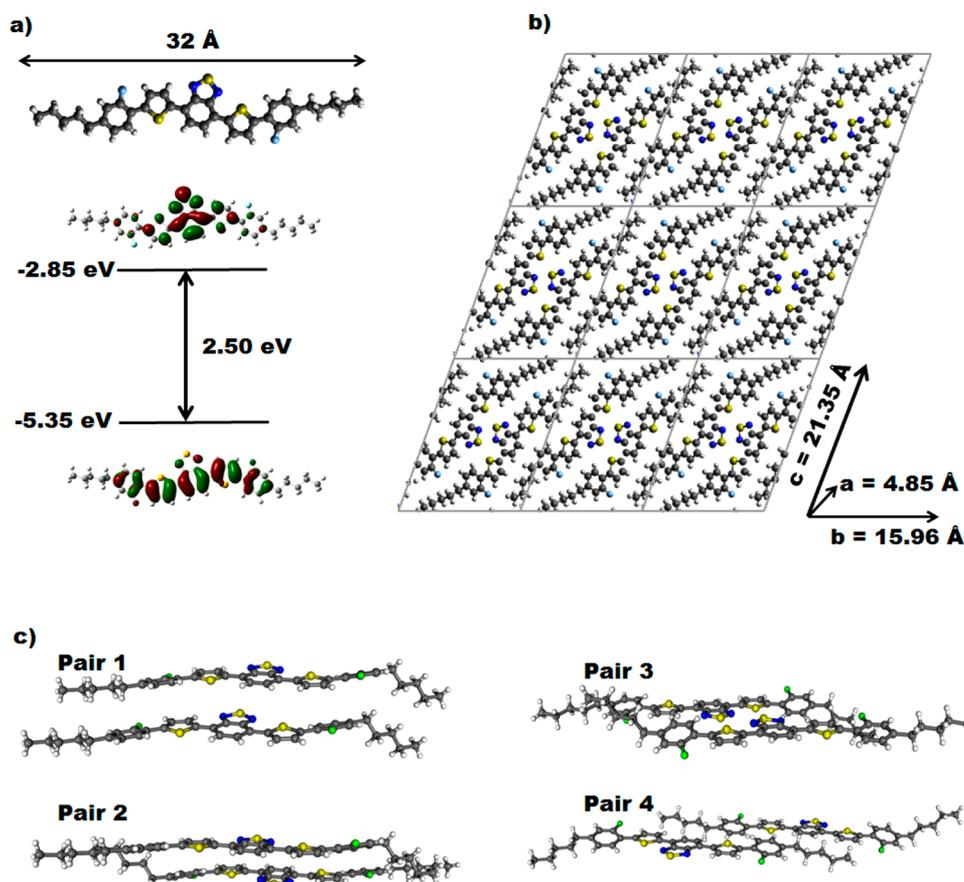 a)
32 Å
-2.85 eV
2.50 eV
-5.35 eV
b)
c = 21.35 Å
a = 4.85 Å
b = 15.96 Å
c)
Pair 1
Pair 2
Pair 3
Pair 4